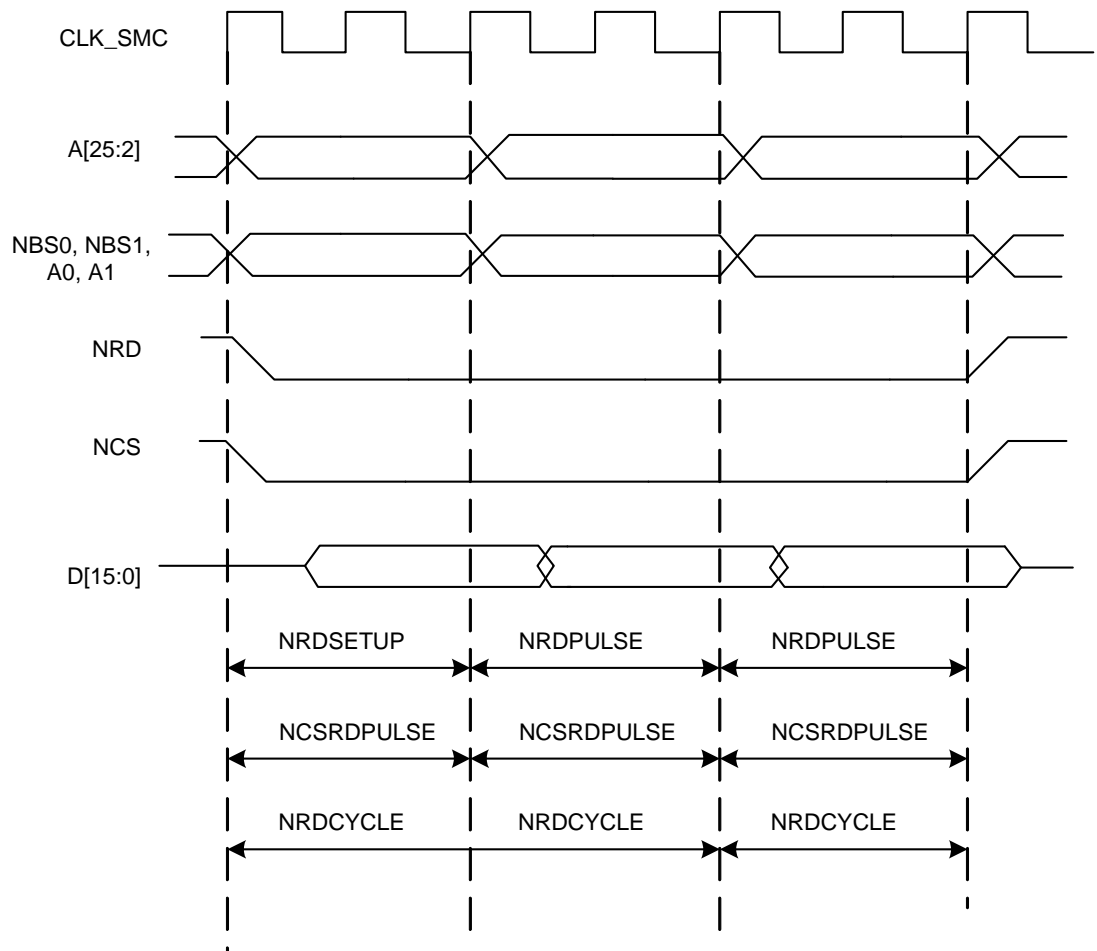 CLK_SMC
A[25:2]
NBS0, NBS1,
A0, A1
NRD
NCS
D[15:0]
NRDSETUP NRDPULSE NRDPULSE
NCSRDPULSE NCSRDPULSE NCSRDPULSE
NRDCYCLE NRDCYCLE NRDCYCLE